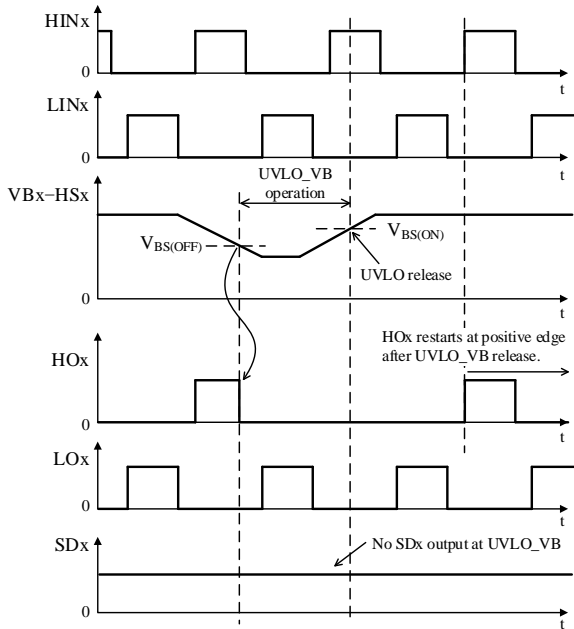 HINx
0
t
LINx
0
t
UVLO_VB
operation
VBx−HSx
VBS(OFF)
VBS(ON)
UVLO release
0
t
HOx restarts at positive edge
after UVLO_VB release.
HOx
0
t
LOx
0
t
SDx
No SDx output at UVLO_VB
0
t